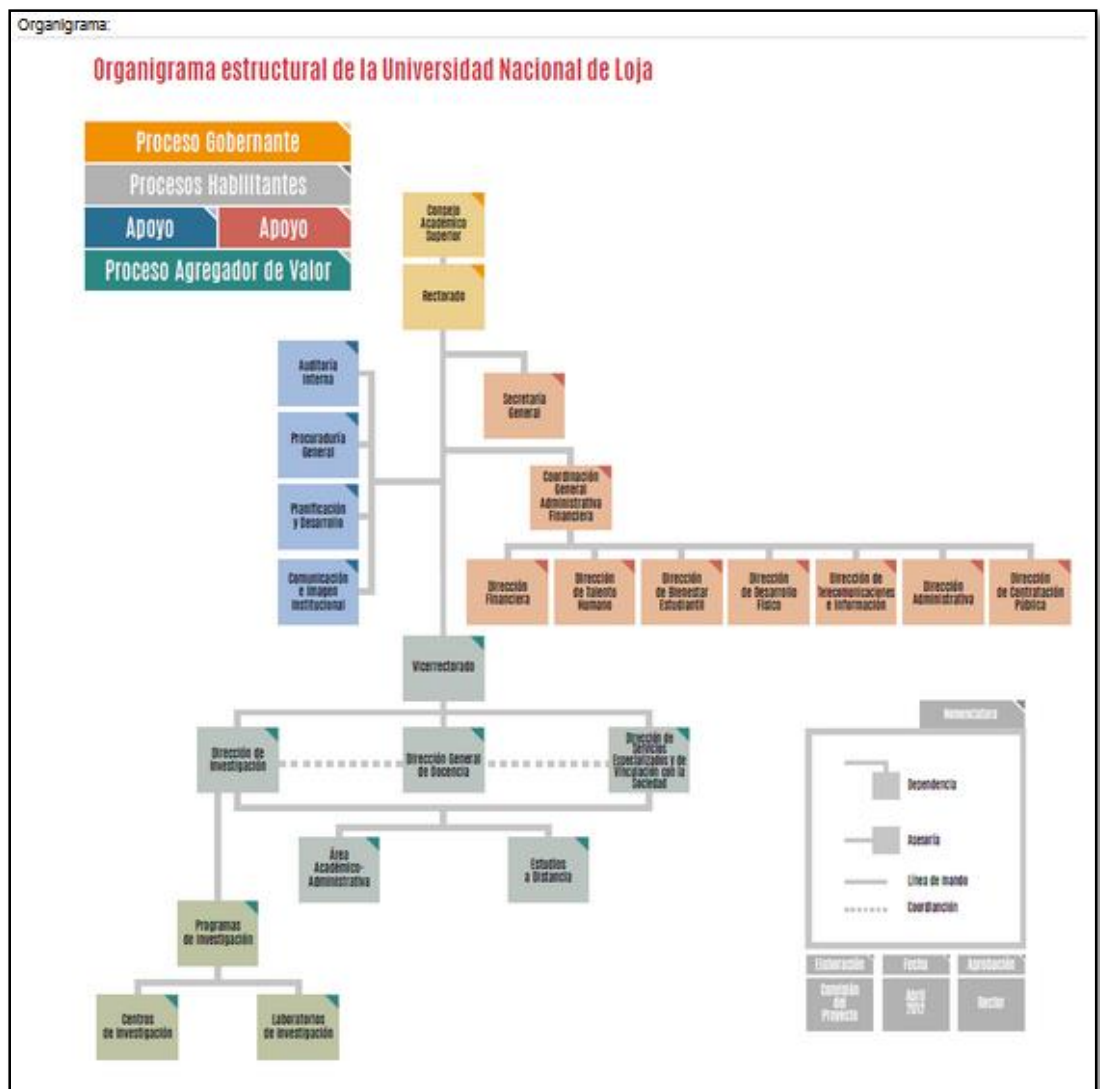 Organigrama:
Organigrama estructural de la Universidad Nacional de Loja
Proceso Gobernante
Procesos Habilitantes
Apoyo
Apoyo
Proceso Agregador de Valor
Consejo
Académico
Superior
Rectorado
Auditoría
Interna
Secretaría
General
Procuraduría
General
Coordinación
General
Administrativa
Financiera
Planificación
y Desarrollo
Comunicación
e Imagen
Institucional
Dirección
Financiera
Dirección
de Talento
Humano
Dirección
de Bienestar
Estudiantil
Dirección
de Desarrollo
Físico
Dirección de
Telecomunicaciones
e Información
Dirección
Administrativa
Dirección
de Contratación
Pública
Vicerrectorado
Dirección de
Investigación
Dirección General
de Docencia
Dirección de
Servicios
Especializados y de
Vinculación con la
Sociedad
Área
Académico-
Administrativa
Estudios
a Distancia
Programas
de Investigación
Centros
de Investigación
Laboratorios
de Investigación
Nomenclatura
Dependencia
Asesoría
Línea de mando
Coordianción
Elaboración
Fecha
Aprobación
Comisión
del
Proyecto
Abril
2012
Rector